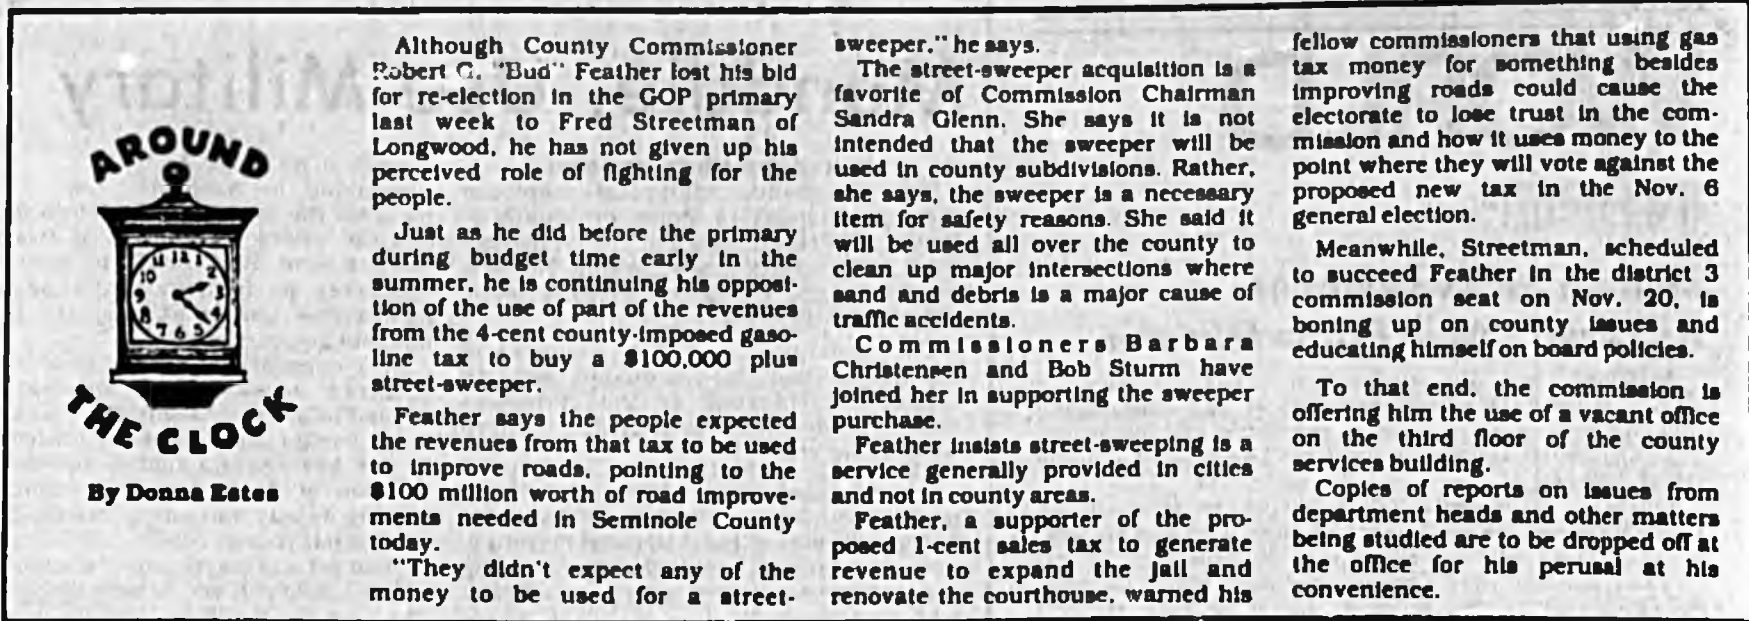 AROUND
THE CLOCK
By Donna Estes
Although County Commissioner
Robert G. "Bud" Feather lost his bid
for re-election in the GOP primary
last week to Fred Streetman of
Longwood, he has not given up his
perceived role of fighting for the
people.
Just as he did before the primary
during budget time early in the
summer, he is continuing his opposi-
tion of the use of part of the revenues
from the 4-cent county-imposed gaso-
line tax to buy a $100,000 plus
street-sweeper.
Feather says the people expected
the revenues from that tax to be used
to improve roads, pointing to the
$100 million worth of road improve-
ments needed in Seminole County
today.
"They didn't expect any of the
money to be used for a street-
sweeper," he says.
The street-sweeper acquisition is a
favorite of Commission Chairman
Sandra Glenn. She says it is not
intended that the sweeper will be
used in county subdivisions. Rather,
she says, the sweeper is a necessary
item for safety reasons. She said it
will be used all over the county to
clean up major intersections where
sand and debris is a major cause of
traffic accidents.
Commissioners Barbara
Christensen and Bob Sturm have
joined her in supporting the sweeper
purchase.
Feather insists street-sweeping is a
service generally provided in cities
and not in county areas.
Feather, a supporter of the pro-
posed 1-cent sales tax to generate
revenue to expand the jail and
renovate the courthouse, warned his
fellow commissioners that using gas
tax money for something besides
improving roads could cause the
electorate to lose trust in the com-
mission and how it uses money to the
point where they will vote against the
proposed new tax in the Nov. 6
general election.
Meanwhile, Streetman, scheduled
to succeed Feather in the district 3
commission seat on Nov. 20, is
boning up on county issues and
educating himself on board policies.
To that end, the commission is
offering him the use of a vacant office
on the third floor of the county
services building.
Copies of reports on issues from
department heads and other matters
being studied are to be dropped off at
the office for his perusal at his
convenience.